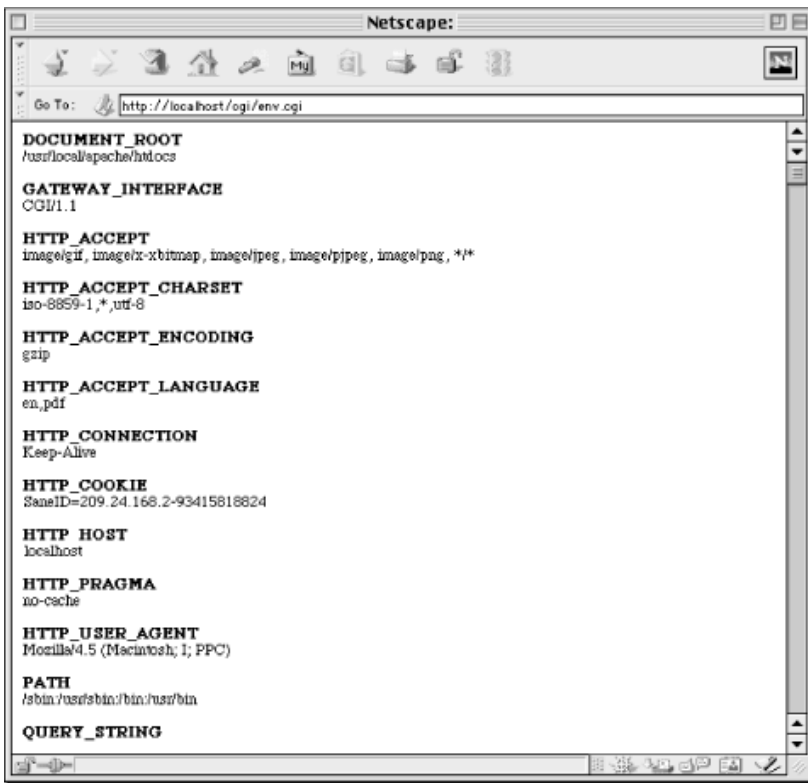 Netscape:
My
N
Go To: http://localhost/cgi/env.cgi
DOCUMENT_ROOT
/usr/local/apache/htdocs
GATEWAY_INTERFACE
CGI/1.1
HTTP_ACCEPT
image/gif, image/x-xbitmap, image/jpeg, image/pjpeg, image/png, */*
HTTP_ACCEPT_CHARSET
iso-8859-1,*,utf-8
HTTP_ACCEPT_ENCODING
gzip
HTTP_ACCEPT_LANGUAGE
en,pdf
HTTP_CONNECTION
Keep-Alive
HTTP_COOKIE
SaneID=209.24.168.2-93415818824
HTTP HOST
localhost
HTTP_PRAGMA
no-cache
HTTP_USER_AGENT
Mozilla/4.5 (Macintosh; I; PPC)
PATH
/sbin:/usr/sbin:/bin:/usr/bin
QUERY_STRING